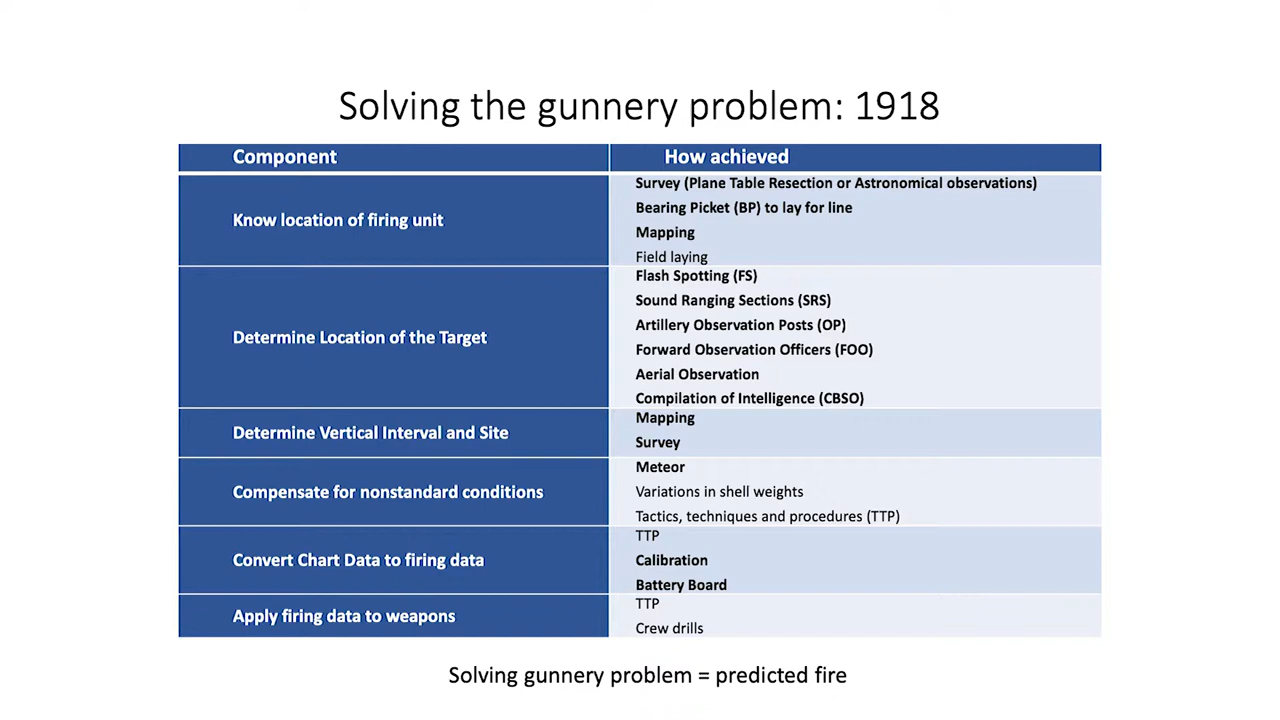 Solving the gunnery problem: 1918
Component
How achieved
Know location of firing unit
Survey (Plane Table Resection or Astronomical observations)
Bearing Picket (BP) to lay for line
Mapping
Field laying
Determine Location of the Target
Flash Spotting (FS)
Sound Ranging Sections (SRS)
Artillery Observation Posts (OP)
Forward Observation Officers (FOO)
Aerial Observation
Compilation of Intelligence (CBSO)
Determine Vertical Interval and Site
Mapping
Survey
Compensate for nonstandard conditions
Meteor
Variations in shell weights
Tactics, techniques and procedures (TTP)
Convert Chart Data to firing data
TTP
Calibration
Battery Board
Apply firing data to weapons
TTP
Crew drills
Solving gunnery problem = predicted fire